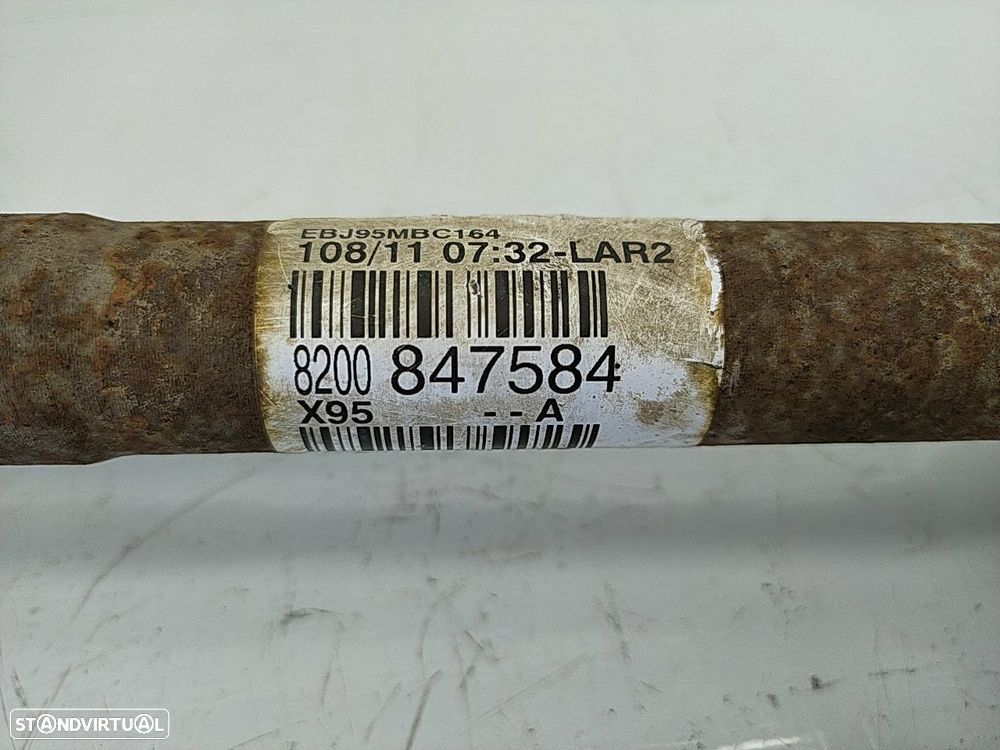 EBJ95MBC164
108/11 07:32-LAR2
8200 847584
X95 - - A
STANDVIRTUAL